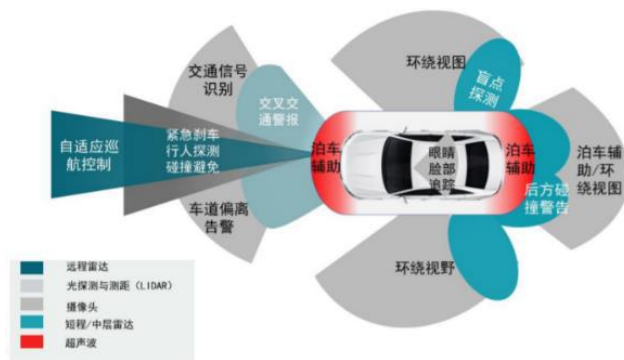 交通信号
识别
环绕视图
盲点
探测
交叉交
通警报
自适应巡
航控制
紧急刹车
行人探测
碰撞避免
泊车
辅助
眼睛
脸部
追踪
泊车
辅助
泊车辅
助/环
绕视图
后方碰
撞警告
车道偏离
告警
环绕视野
远程雷达
光探测与测距（LIDAR）
摄像头
短程/中层雷达
超声波